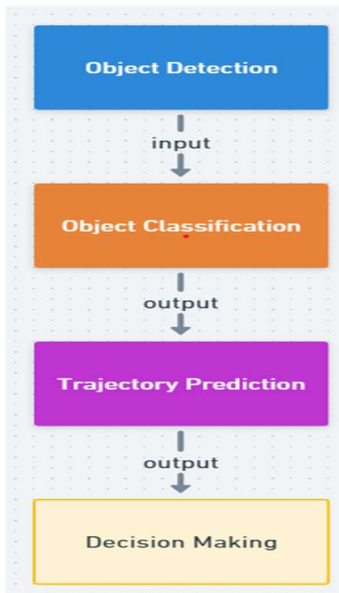 Object Detection
input
Object Classification
output
Trajectory Prediction
output
Decision Making